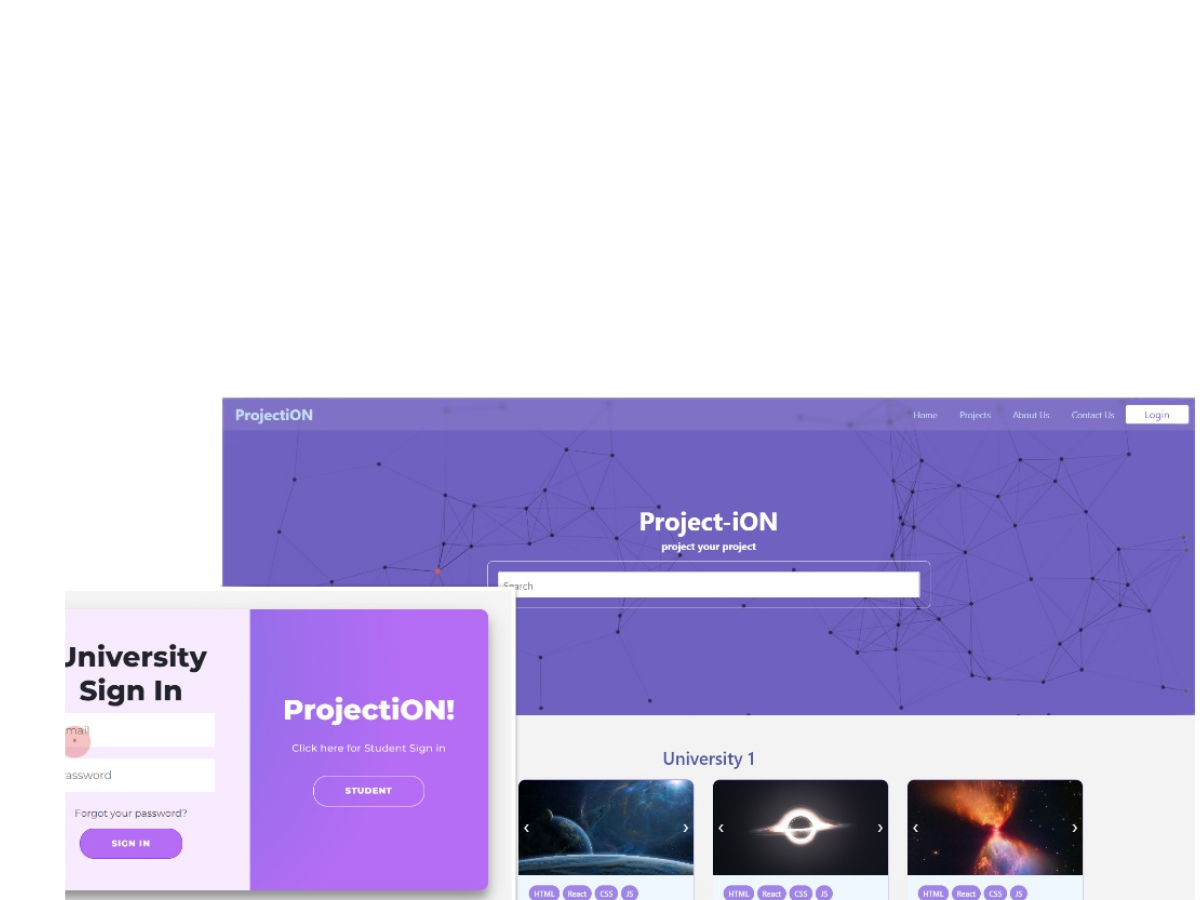 ProjectiON
Home Projects About Us Contact Us Login
Project-iON
project your project
Search
University
Sign In
mail
assword
Forgot your password?
SIGN IN
ProjectiON!
Click here for Student Sign in
STUDENT
University 1
HTML React CSS JS
HTML React CSS JS
HTML React CSS JS